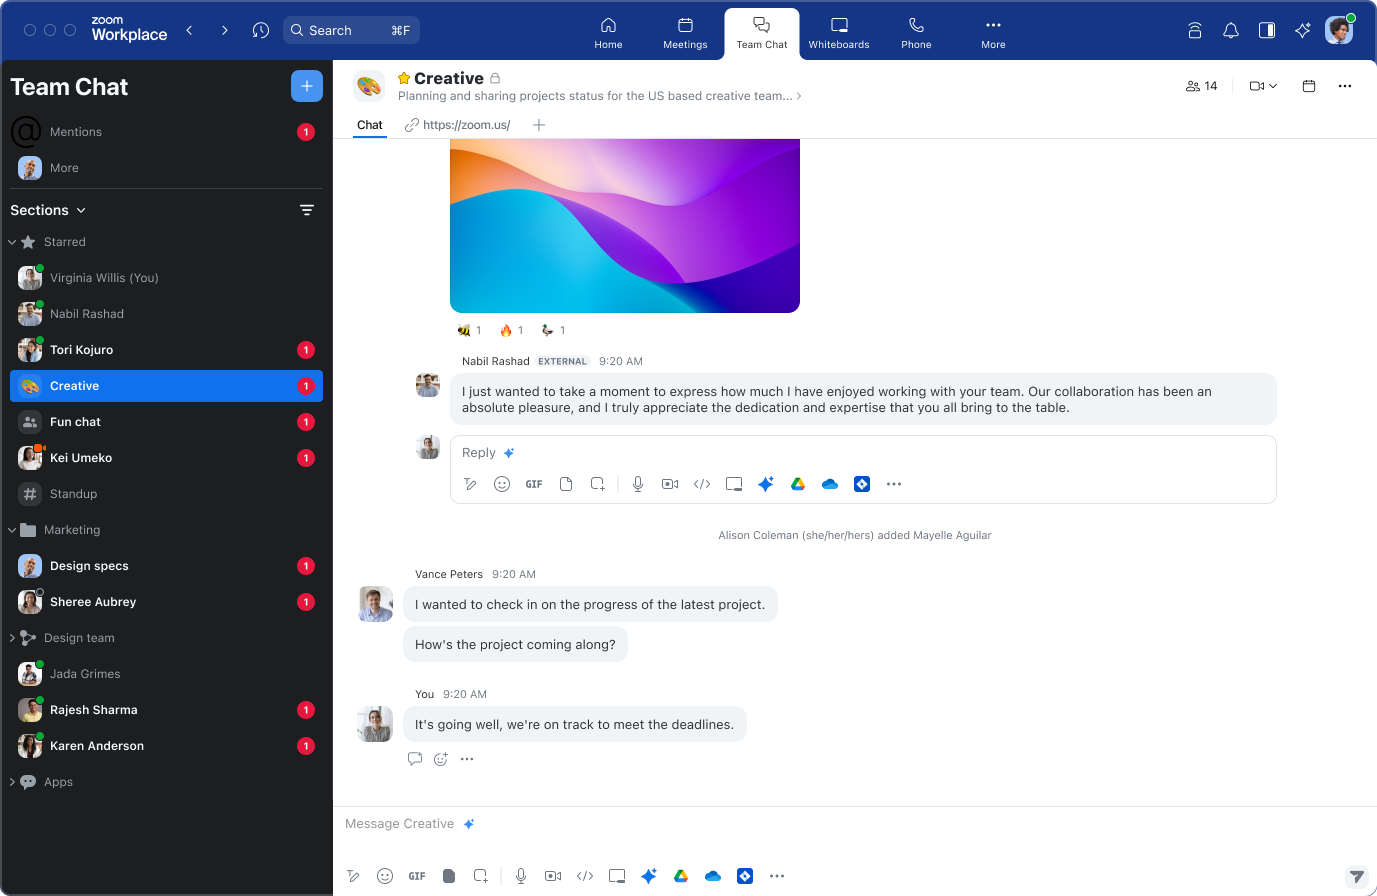 zoom
Workplace
Search ⌘F
Home
Meetings
Team Chat
Whiteboards
Phone
More
Team Chat
@ Mentions 1
More
Sections
Starred
Virginia Willis (You)
Nabil Rashad
Tori Kojuro 1
Creative 1
Fun chat 1
Kei Umeko 1
# Standup
Marketing
Design specs 1
Sheree Aubrey 1
Design team
Jada Grimes
Rajesh Sharma 1
Karen Anderson 1
Apps
Creative
Planning and sharing projects status for the US based creative team...
14
Chat
https://zoom.us/
1 1 1
Nabil Rashad EXTERNAL 9:20 AM
I just wanted to take a moment to express how much I have enjoyed working with your team. Our collaboration has been an
absolute pleasure, and I truly appreciate the dedication and expertise that you all bring to the table.
Reply
GIF
Alison Coleman (she/her/hers) added Mayelle Aguilar
Vance Peters 9:20 AM
I wanted to check in on the progress of the latest project.
How's the project coming along?
You 9:20 AM
It's going well, we're on track to meet the deadlines.
Message Creative
GIF